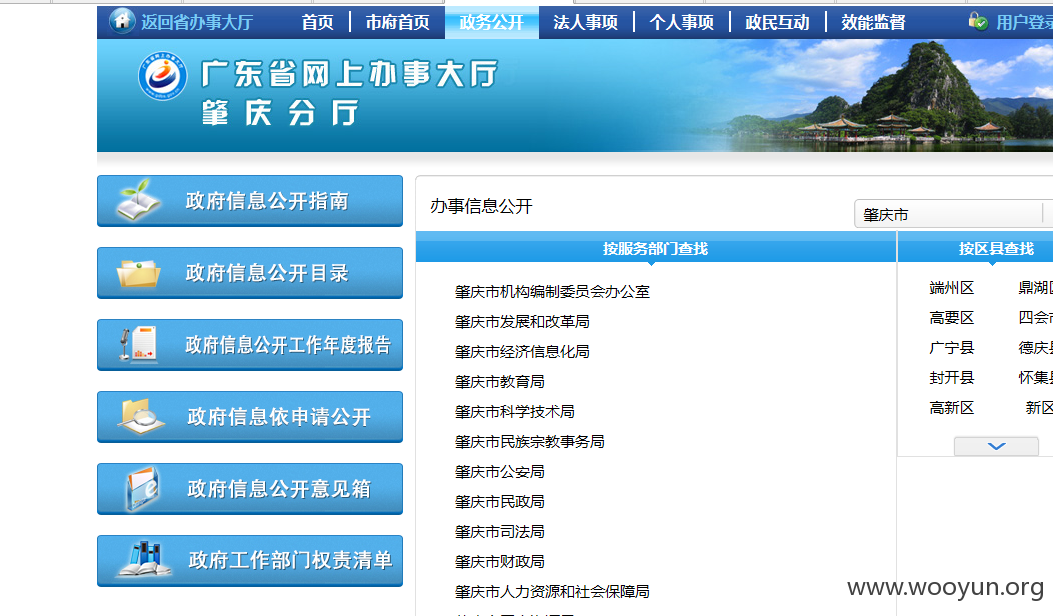 返回省办事大厅 首页 市府首页 政务公开 法人事项 个人事项 政民互动 效能监督 用户登录
广东省网上办事大厅
肇庆分厅
政府信息公开指南
政府信息公开目录
政府信息公开工作年度报告
政府信息依申请公开
政府信息公开意见箱
政府工作部门权责清单
办事信息公开
肇庆市
按服务部门查找
肇庆市机构编制委员会办公室
肇庆市发展和改革局
肇庆市经济信息化局
肇庆市教育局
肇庆市科学技术局
肇庆市民族宗教事务局
肇庆市公安局
肇庆市民政局
肇庆市司法局
肇庆市财政局
肇庆市人力资源和社会保障局
按区县查找
端州区 鼎湖区
高要区 四会市
广宁县 德庆县
封开县 怀集县
高新区 新区
www.wooyun.org